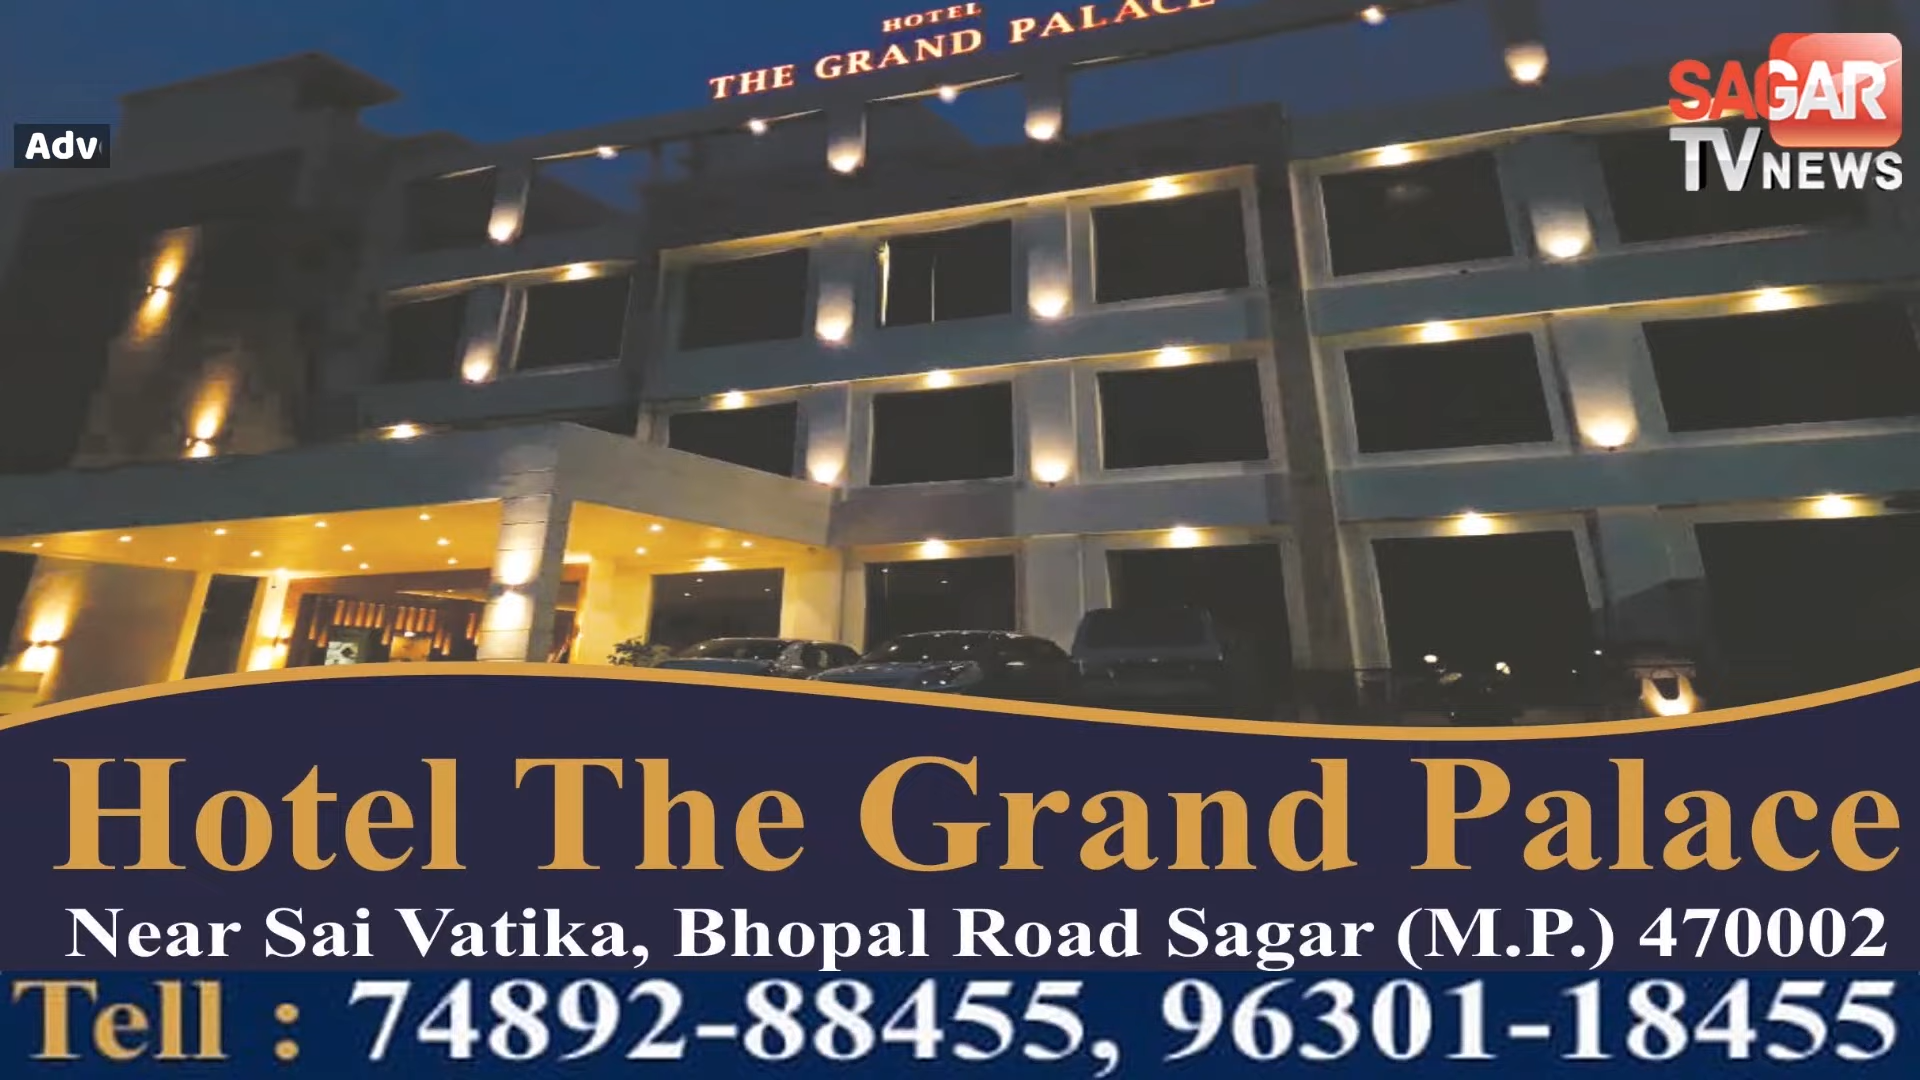 HOTEL
THE GRAND PALACE
SAGAR
TV NEWS
Adv
Hotel The Grand Palace
Near Sai Vatika, Bhopal Road Sagar (M.P.) 470002
Tell : 74892-88455, 96301-18455